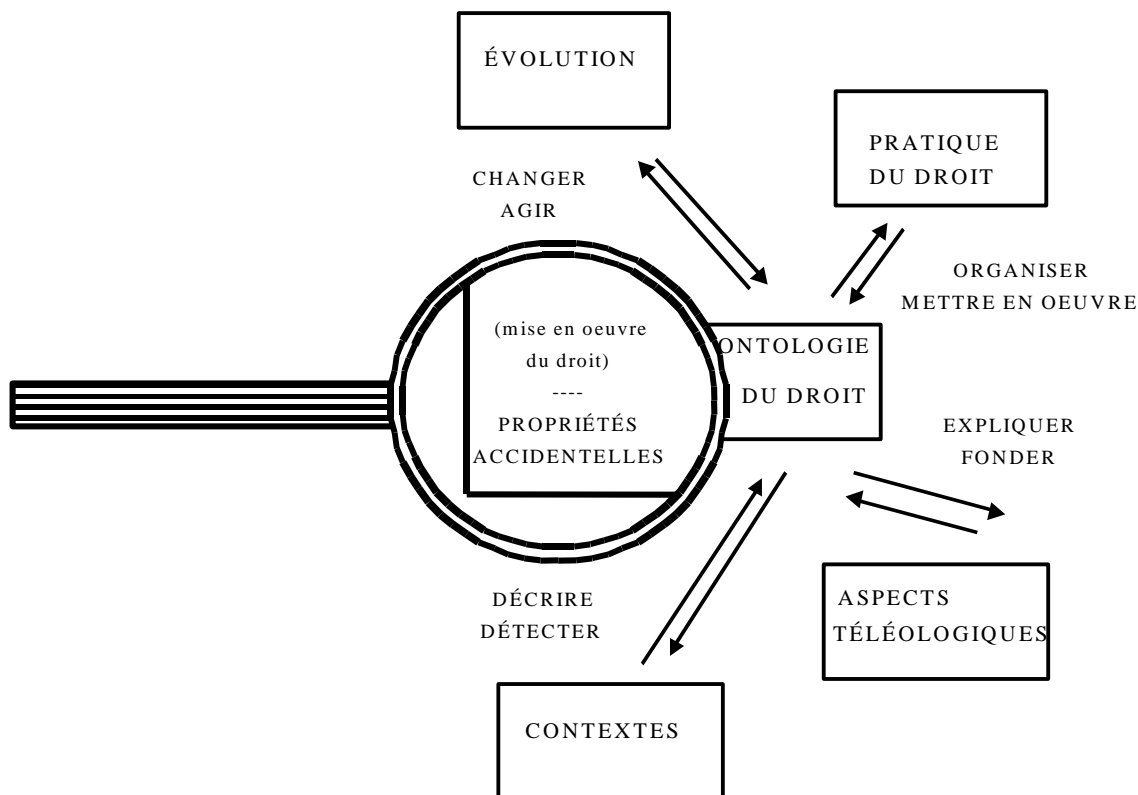 ÉVOLUTION
PRATIQUE
DU DROIT
CHANGER
AGIR
ORGANISER
METTRE EN OEUVRE
(mise en oeuvre
du droit)
----
PROPRIÉTÉS
ACCIDENTELLES
ONTOLOGIE
DU DROIT
EXPLIQUER
FONDER
DÉCRIRE
DÉTECTER
ASPECTS
TÉLÉOLOGIQUES
CONTEXTES